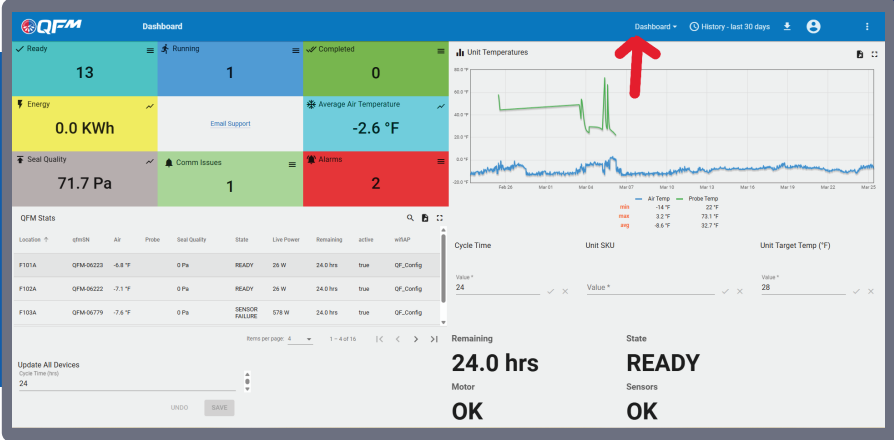 QFM
Dashboard
Dashboard
History - last 30 days
Ready
13
Running
1
Completed
0
Energy
0.0 KWh
Email Support
Average Air Temperature
-2.6 °F
Seal Quality
71.7 Pa
Comm Issues
1
Alarms
2
Unit Temperatures
80.0 °F
60.0 °F
40.0 °F
20.0 °F
0.0 °F
-20.0 °F
Feb 26 Mar 01 Mar 04 Mar 07 Mar 10 Mar 13 Mar 16 Mar 19 Mar 22 Mar 25
Air Temp Probe Temp
min -14 °F 22 °F
max 3.2 °F 73.1 °F
avg -8.6 °F 32.7 °F
QFM Stats
Location qfmSN Air Probe Seal Quality State Live Power Remaining active wifiAP
F101A QFM-06223 -6.8 °F 0 Pa READY 26 W 24.0 hrs true QF_Config
F102A QFM-06222 -7.1 °F 0 Pa READY 26 W 24.0 hrs true QF_Config
F103A QFM-06779 -7.6 °F 0 Pa SENSOR FAILURE 578 W 24.0 hrs true QF_Config
Items per page: 4 1 – 4 of 16
Update All Devices
Cycle Time (hrs)
24
UNDO SAVE
Cycle Time
Value *
24
Unit SKU
Value *
Unit Target Temp (°F)
Value *
28
Remaining
24.0 hrs
State
READY
Motor
OK
Sensors
OK